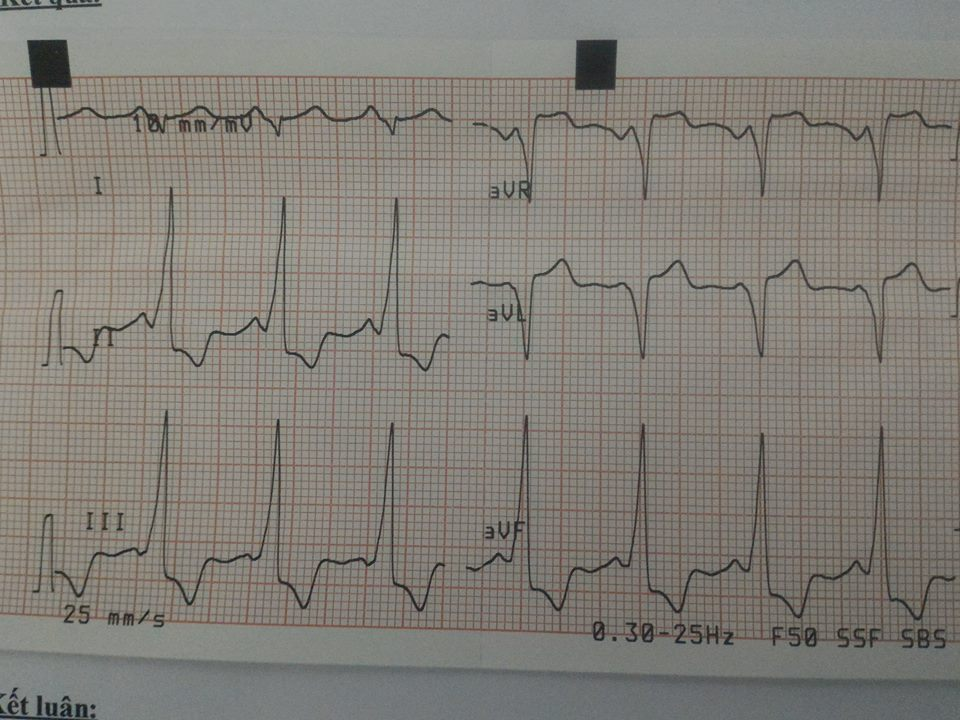 Kết quả:
10 mm/mV
I
aVR
II
aVL
III
aVF
25 mm/s
0.30-25Hz F50 SSF SBS
Kết luận: